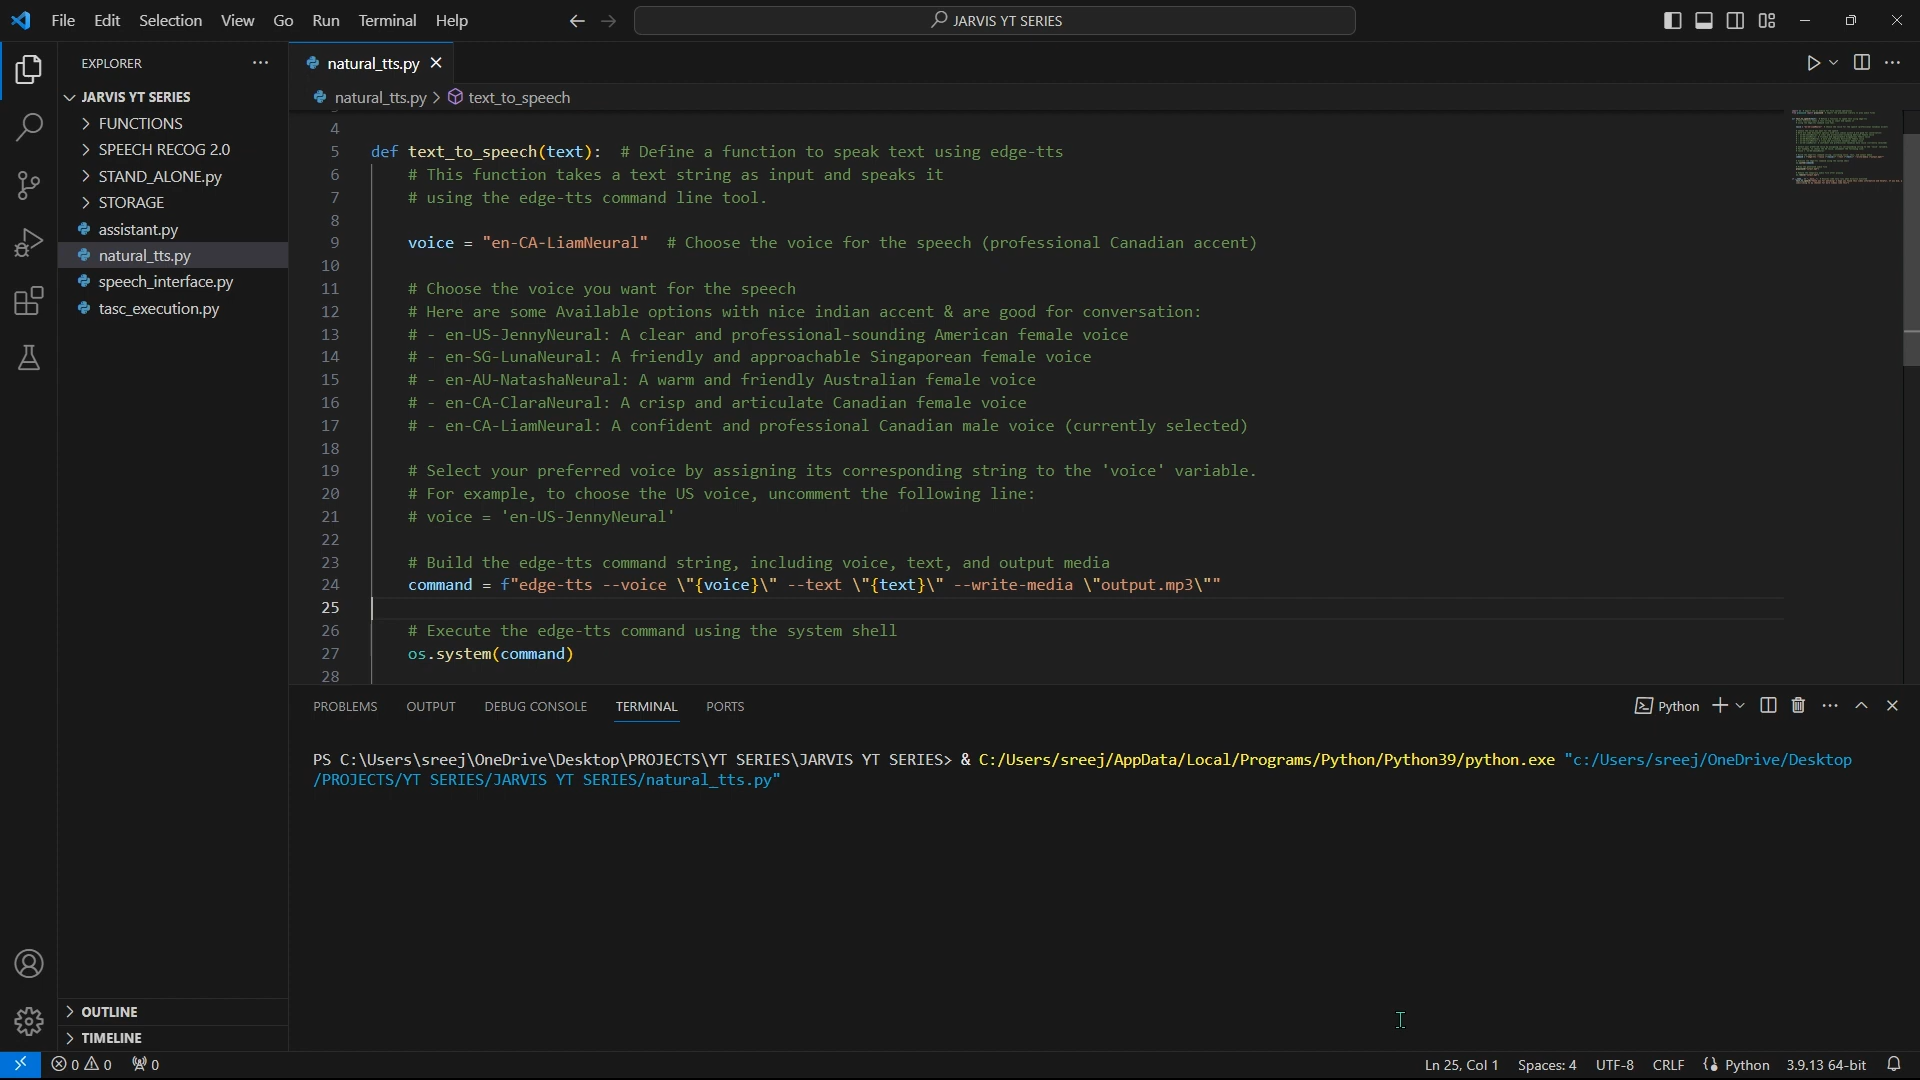 File Edit Selection View Go Run Terminal Help
JARVIS YT SERIES
EXPLORER
JARVIS YT SERIES
FUNCTIONS
SPEECH RECOG 2.0
STAND_ALONE.py
STORAGE
assistant.py
natural_tts.py
speech_interface.py
tasc_execution.py
OUTLINE
TIMELINE
natural_tts.py
natural_tts.py > text_to_speech
4
5 def text_to_speech(text): # Define a function to speak text using edge-tts
6 # This function takes a text string as input and speaks it
7 # using the edge-tts command line tool.
8
9 voice = "en-CA-LiamNeural" # Choose the voice for the speech (professional Canadian accent)
10
11 # Choose the voice you want for the speech
12 # Here are some Available options with nice indian accent & are good for conversation:
13 # - en-US-JennyNeural: A clear and professional-sounding American female voice
14 # - en-SG-LunaNeural: A friendly and approachable Singaporean female voice
15 # - en-AU-NatashaNeural: A warm and friendly Australian female voice
16 # - en-CA-ClaraNeural: A crisp and articulate Canadian female voice
17 # - en-CA-LiamNeural: A confident and professional Canadian male voice (currently selected)
18
19 # Select your preferred voice by assigning its corresponding string to the 'voice' variable.
20 # For example, to choose the US voice, uncomment the following line:
21 # voice = 'en-US-JennyNeural'
22
23 # Build the edge-tts command string, including voice, text, and output media
24 command = f"edge-tts --voice \"{voice}\" --text \"{text}\" --write-media \"output.mp3\""
25
26 # Execute the edge-tts command using the system shell
27 os.system(command)
28
PROBLEMS OUTPUT DEBUG CONSOLE TERMINAL PORTS
Python
PS C:\Users\sreej\OneDrive\Desktop\PROJECTS\YT SERIES\JARVIS YT SERIES> & C:/Users/sreej/AppData/Local/Programs/Python/Python39/python.exe "c:/Users/sreej/OneDrive/Desktop
/PROJECTS/YT SERIES/JARVIS YT SERIES/natural_tts.py"
0 0 0
Ln 25, Col 1 Spaces: 4 UTF-8 CRLF Python 3.9.13 64-bit